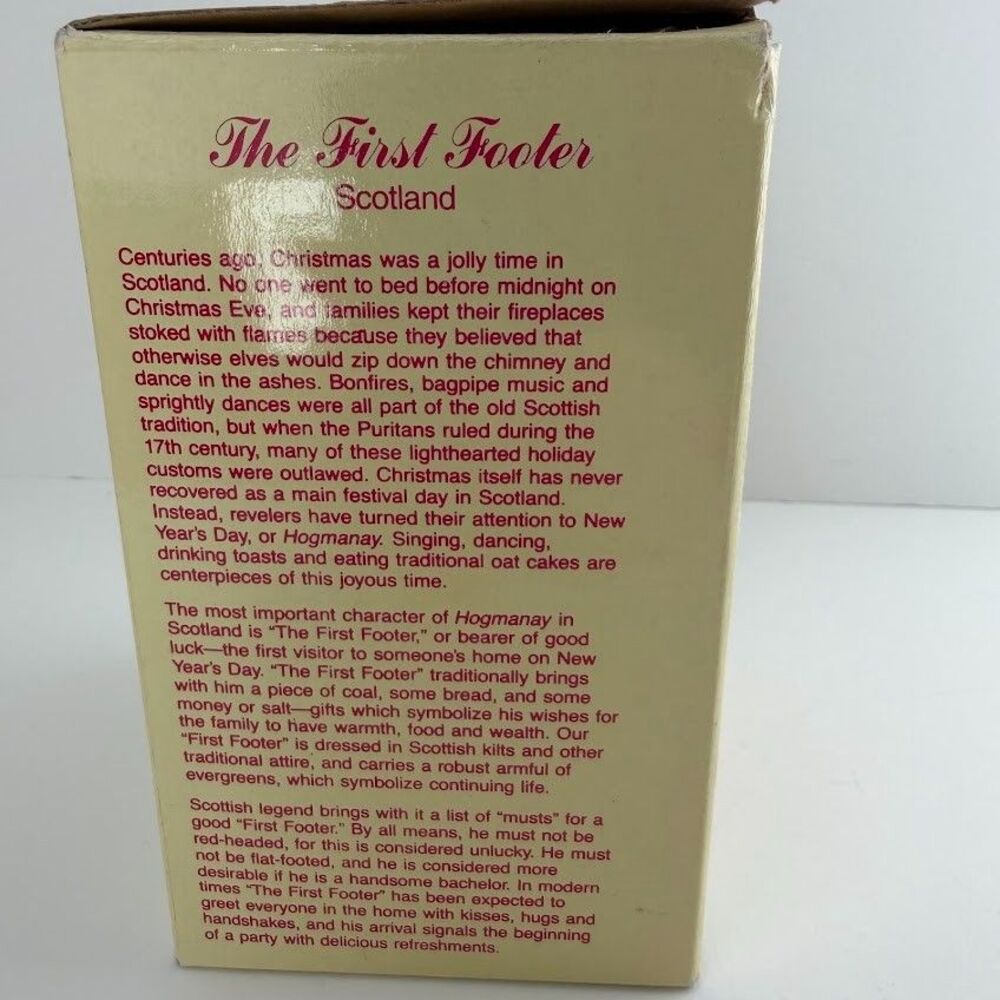 The First Footer
Scotland
Centuries ago, Christmas was a jolly time in
Scotland. No one went to bed before midnight on
Christmas Eve, and families kept their fireplaces
stoked with flames because they believed that
otherwise elves would zip down the chimney and
dance in the ashes. Bonfires, bagpipe music and
sprightly dances were all part of the old Scottish
tradition, but when the Puritans ruled during the
17th century, many of these lighthearted holiday
customs were outlawed. Christmas itself has never
recovered as a main festival day in Scotland.
Instead, revelers have turned their attention to New
Year's Day, or Hogmanay. Singing, dancing,
drinking toasts and eating traditional oat cakes are
centerpieces of this joyous time.
The most important character of Hogmanay in
Scotland is "The First Footer," or bearer of good
luck—the first visitor to someone's home on New
Year's Day. "The First Footer" traditionally brings
with him a piece of coal, some bread, and some
money or salt—gifts which symbolize his wishes for
the family to have warmth, food and wealth. Our
"First Footer" is dressed in Scottish kilts and other
traditional attire, and carries a robust armful of
evergreens, which symbolize continuing life.
Scottish legend brings with it a list of "musts" for a
good "First Footer." By all means, he must not be
red-headed, for this is considered unlucky. He must
not be flat-footed, and he is considered more
desirable if he is a handsome bachelor. In modern
times "The First Footer" has been expected to
greet everyone in the home with kisses, hugs and
handshakes, and his arrival signals the beginning
of a party with delicious refreshments.